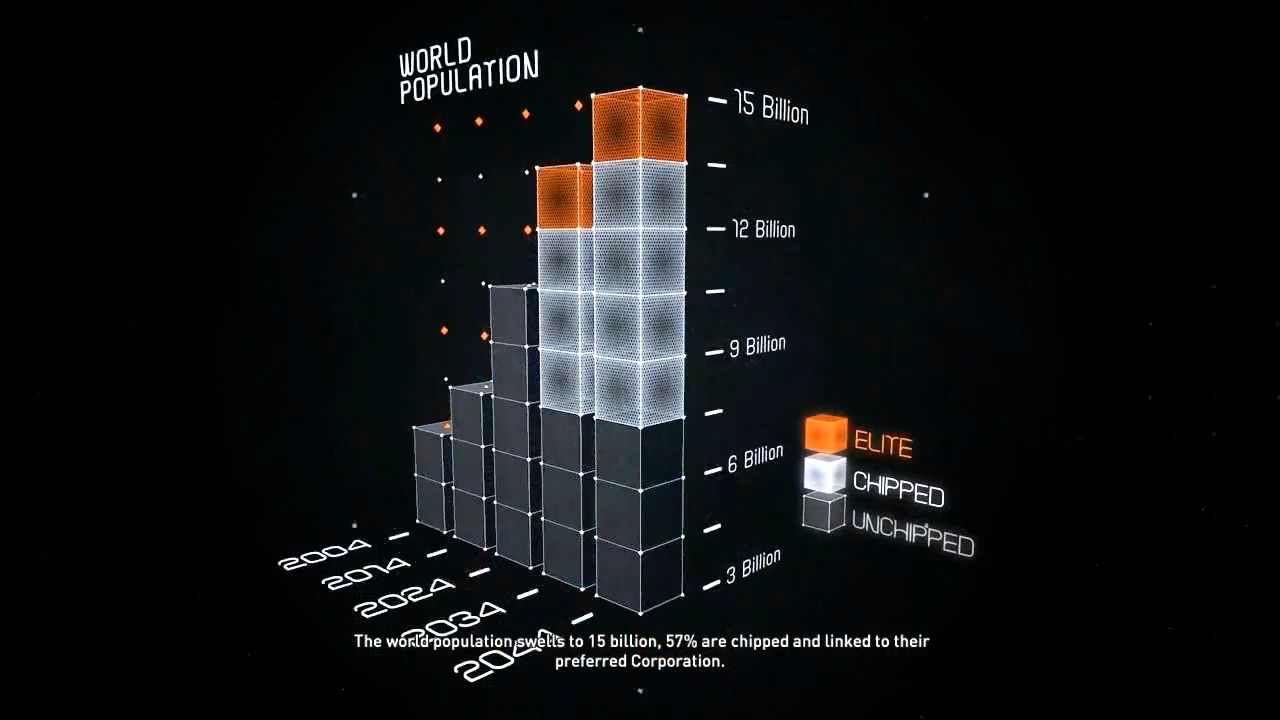 WORLD
POPULATION
15 Billion
12 Billion
9 Billion
6 Billion
3 Billion
ELITE
CHIPPED
UNCHIPPED
2004
2014
2024
2034
The world population swells to 15 billion, 57% are chipped and linked to their
preferred Corporation.